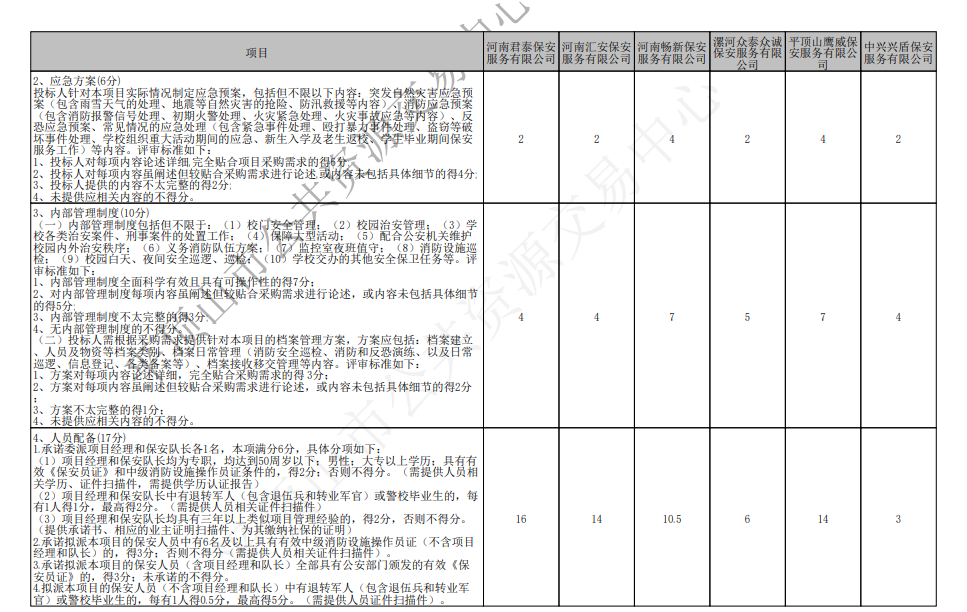 项目
河南君泰保安
服务有限公司
河南汇安保安
服务有限公司
河南畅新保安
服务有限公司
漯河众泰众诚
保安服务有限
公司
平顶山鹰威保
安服务有限公
司
中兴兴盾保安
服务有限公司
2、应急方案(6分)
投标人针对本项目实际情况制定应急预案，包括但不限以下内容：突发自然灾害应急预
案（包含雨雪天气的处理、地震等自然灾害的抢险、防汛救援等内容）、消防应急预案
（包含消防报警信号处理、初期火警处理、火灾紧急处理、火灾事故应急等内容）、反
恐应急预案、常见情况的应急处理（包含紧急事件处理、殴打暴力事件处理、盗窃等破
坏事件处理、学校组织重大活动期间的应急、新生入学及老生返校、学生毕业期间保安
服务工作）等内容。评审标准如下：
1、投标人对每项内容论述详细,完全贴合项目采购需求的得6分;
2、投标人对每项内容虽阐述但较贴合采购需求进行论述,或内容未包括具体细节的得4分;
3、投标人提供的内容不太完整的得2分;
4、未提供应相关内容的不得分。
2
2
4
2
4
2
3、内部管理制度(10分)
（一）内部管理制度包括但不限于；（1）校门安全管理；（2）校园治安管理；（3）学
校各类治安案件、刑事案件的处置工作；（4）保障大型活动；（5）配合公安机关维护
校园内外治安秩序；（6）义务消防队伍方案；（7）监控室夜班值守；（8）消防设施巡
检；（9）校园白天、夜间安全巡逻、巡检；（10）学校交办的其他安全保卫任务等。评
审标准如下：
1、内部管理制度全面科学有效且具有可操作性的得7分；
2、对内部管理制度每项内容虽阐述但较贴合采购需求进行论述，或内容未包括具体细节
的得5分；
3、内部管理制度不太完整的得3分；
4、无内部管理制度的不得分。
（二）投标人需根据采购需求提供针对本项目的档案管理方案，方案应包括：档案建立
、人员及物资等档案类别、档案日常管理（消防安全巡检、消防和反恐演练、以及日常
巡逻、信息登记、各类备案等）、档案接收移交管理等内容。评审标准如下：
1、方案对每项内容论述详细，完全贴合采购需求的得 3分；
2、方案对每项内容虽阐述但较贴合采购需求进行论述，或内容未包括具体细节的得2分
；
3、方案不太完整的得1分；
4、未提供应相关内容的不得分。
4
4
7
5
7
4
4、人员配备(17分)
1.承诺委派项目经理和保安队长各1名，本项满分6分，具体分项如下：
（1）项目经理和保安队长均为专职，均达到50周岁以下；男性；大专以上学历；具有有
效《保安员证》和中级消防设施操作员证条件的，得2分；否则不得分。（需提供人员相
关学历、证件扫描件，需提供学历认证报告）
（2）项目经理和保安队长中有退转军人（包含退伍兵和转业军官）或警校毕业生的，每
有1人得1分，最高得2分。（需提供人员相关证件扫描件）
（3）项目经理和保安队长均具有三年以上类似项目管理经验的，得2分，否则不得分。
（提供承诺书、相应的业主证明扫描件、为其缴纳社保的证明）
2.承诺拟派本项目的保安人员中有6名及以上具有有效中级消防设施操作员证（不含项目
经理和队长）的，得3分；否则不得分（需提供人员相关证件扫描件）。
3.承诺拟派本项目的保安人员（含项目经理和队长）全部具有公安部门颁发的有效《保
安员证》的，得3分；未承诺的不得分。
4.拟派本项目的保安人员（不含项目经理和队长）中有退转军人（包含退伍兵和转业军
官）或警校毕业生的，每有1人得0.5分，最高得5分。（需提供人员证件扫描件）。
16
14
10.5
6
14
3
平顶山市公共资源交易中心